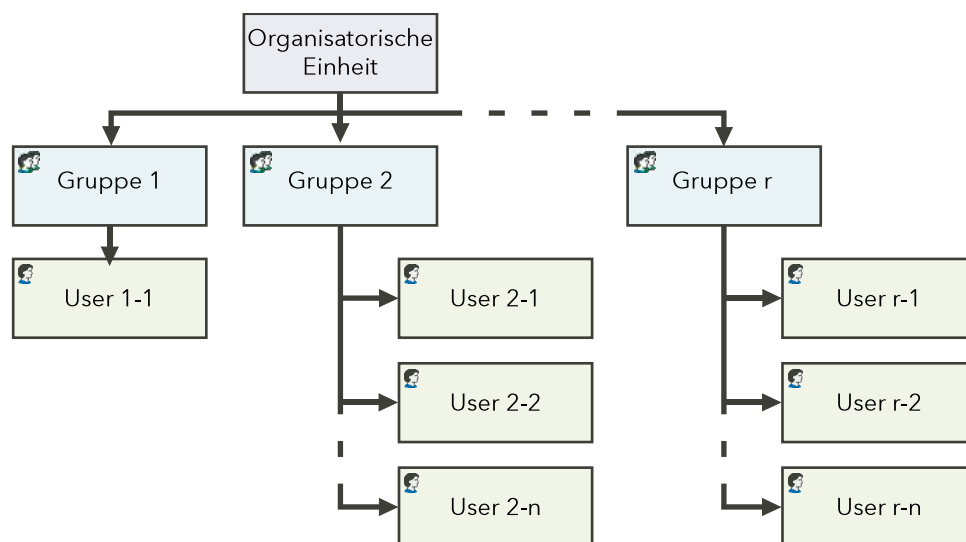 Organisatorische
Einheit
Gruppe 1
Gruppe 2
Gruppe r
User 1-1
User 2-1
User r-1
User 2-2
User r-2
User 2-n
User r-n